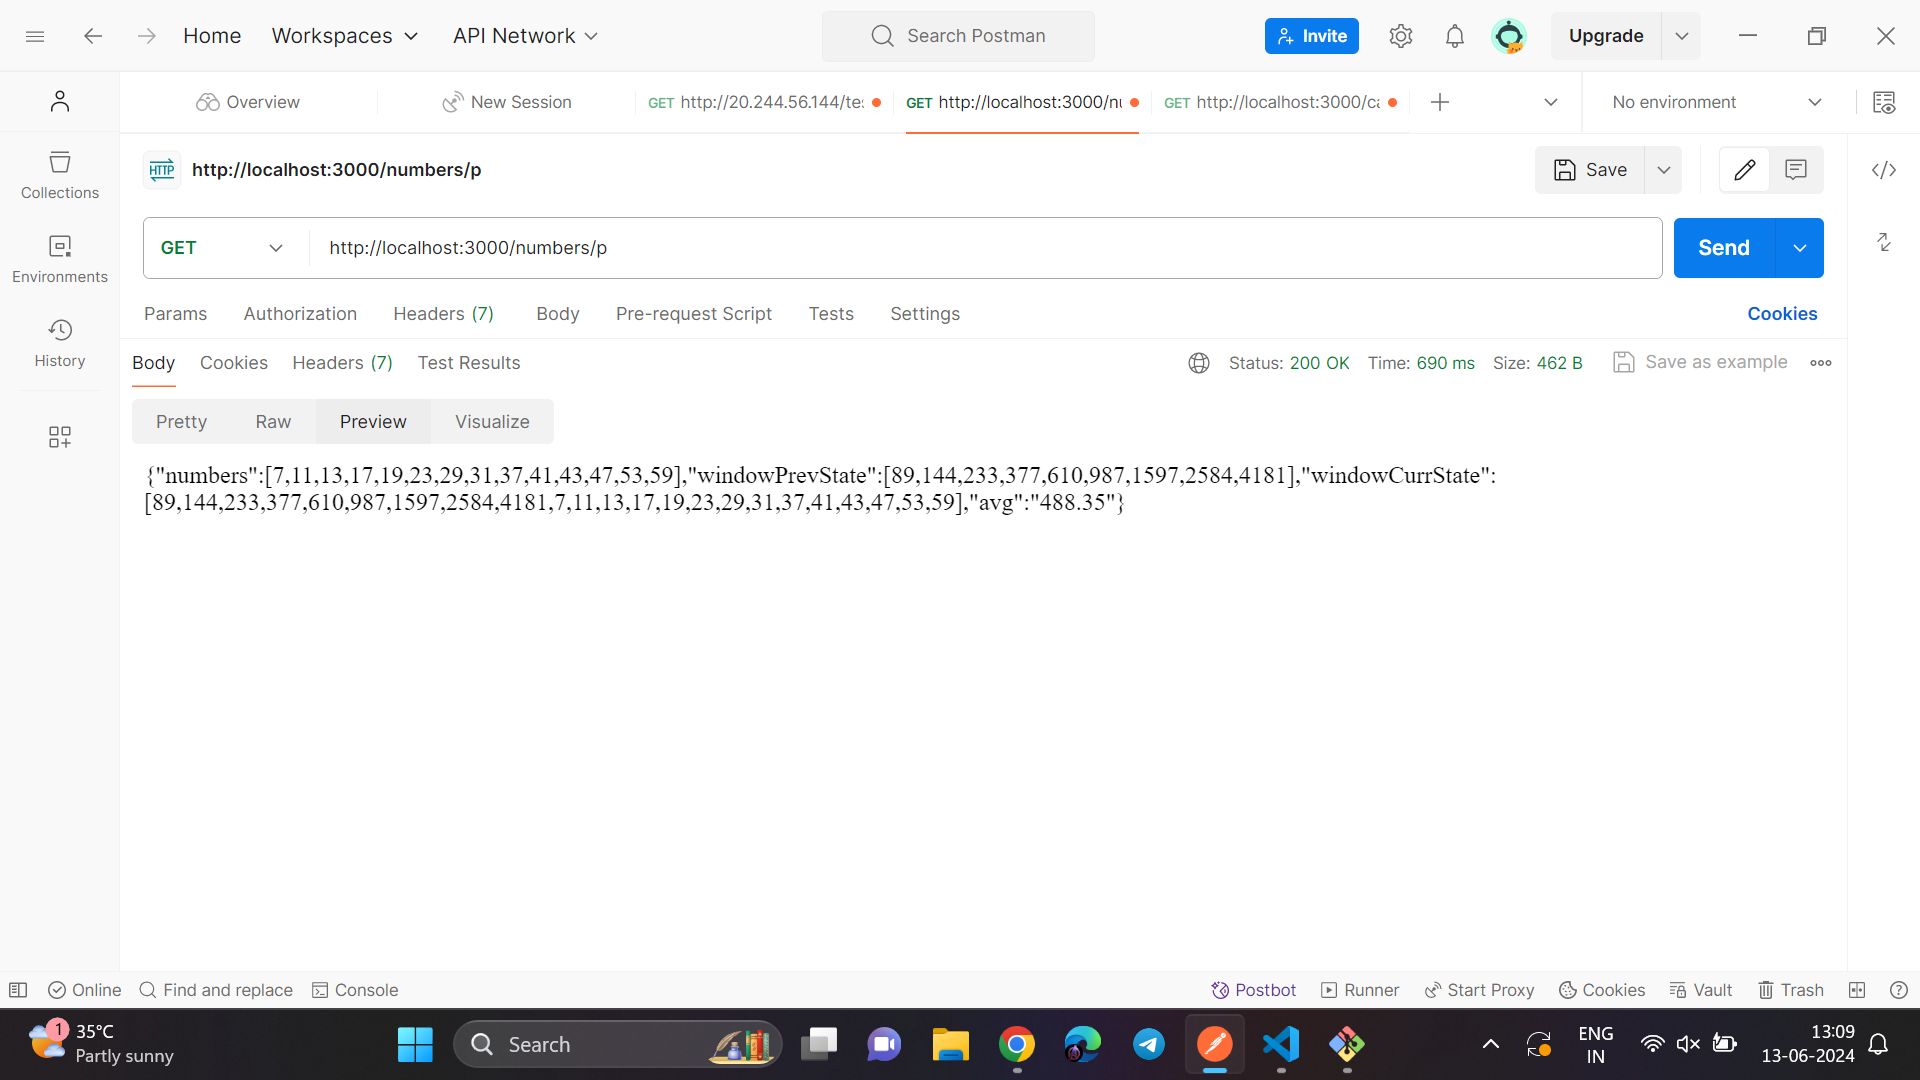 Home Workspaces API Network Search Postman Invite Upgrade
Overview New Session GET http://20.244.56.144/te GET http://localhost:3000/nu GET http://localhost:3000/ca No environment
HTTP http://localhost:3000/numbers/p Save
GET http://localhost:3000/numbers/p Send
Collections
Environments
History
Params Authorization Headers (7) Body Pre-request Script Tests Settings Cookies
Body Cookies Headers (7) Test Results Status: 200 OK Time: 690 ms Size: 462 B Save as example
Pretty Raw Preview Visualize
{"numbers":[7,11,13,17,19,23,29,31,37,41,43,47,53,59],"windowPrevState":[89,144,233,377,610,987,1597,2584,4181],"windowCurrState":
[89,144,233,377,610,987,1597,2584,4181,7,11,13,17,19,23,29,31,37,41,43,47,53,59],"avg":"488.35"}
Online Find and replace Console Postbot Runner Start Proxy Cookies Vault Trash
1 35°C
Partly sunny
Search
ENG
IN
13:09
13-06-2024